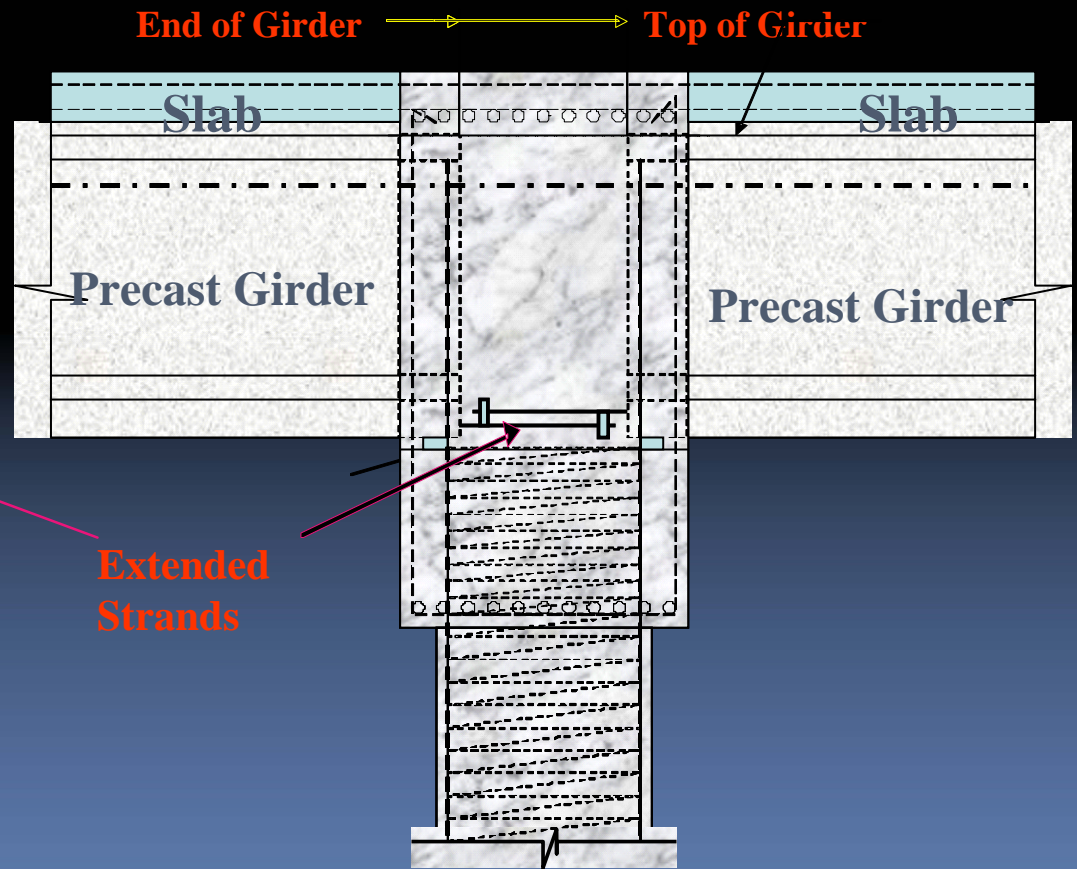 End of Girder
Top of Girder
Slab
Slab
Precast Girder
Precast Girder
Extended
Strands